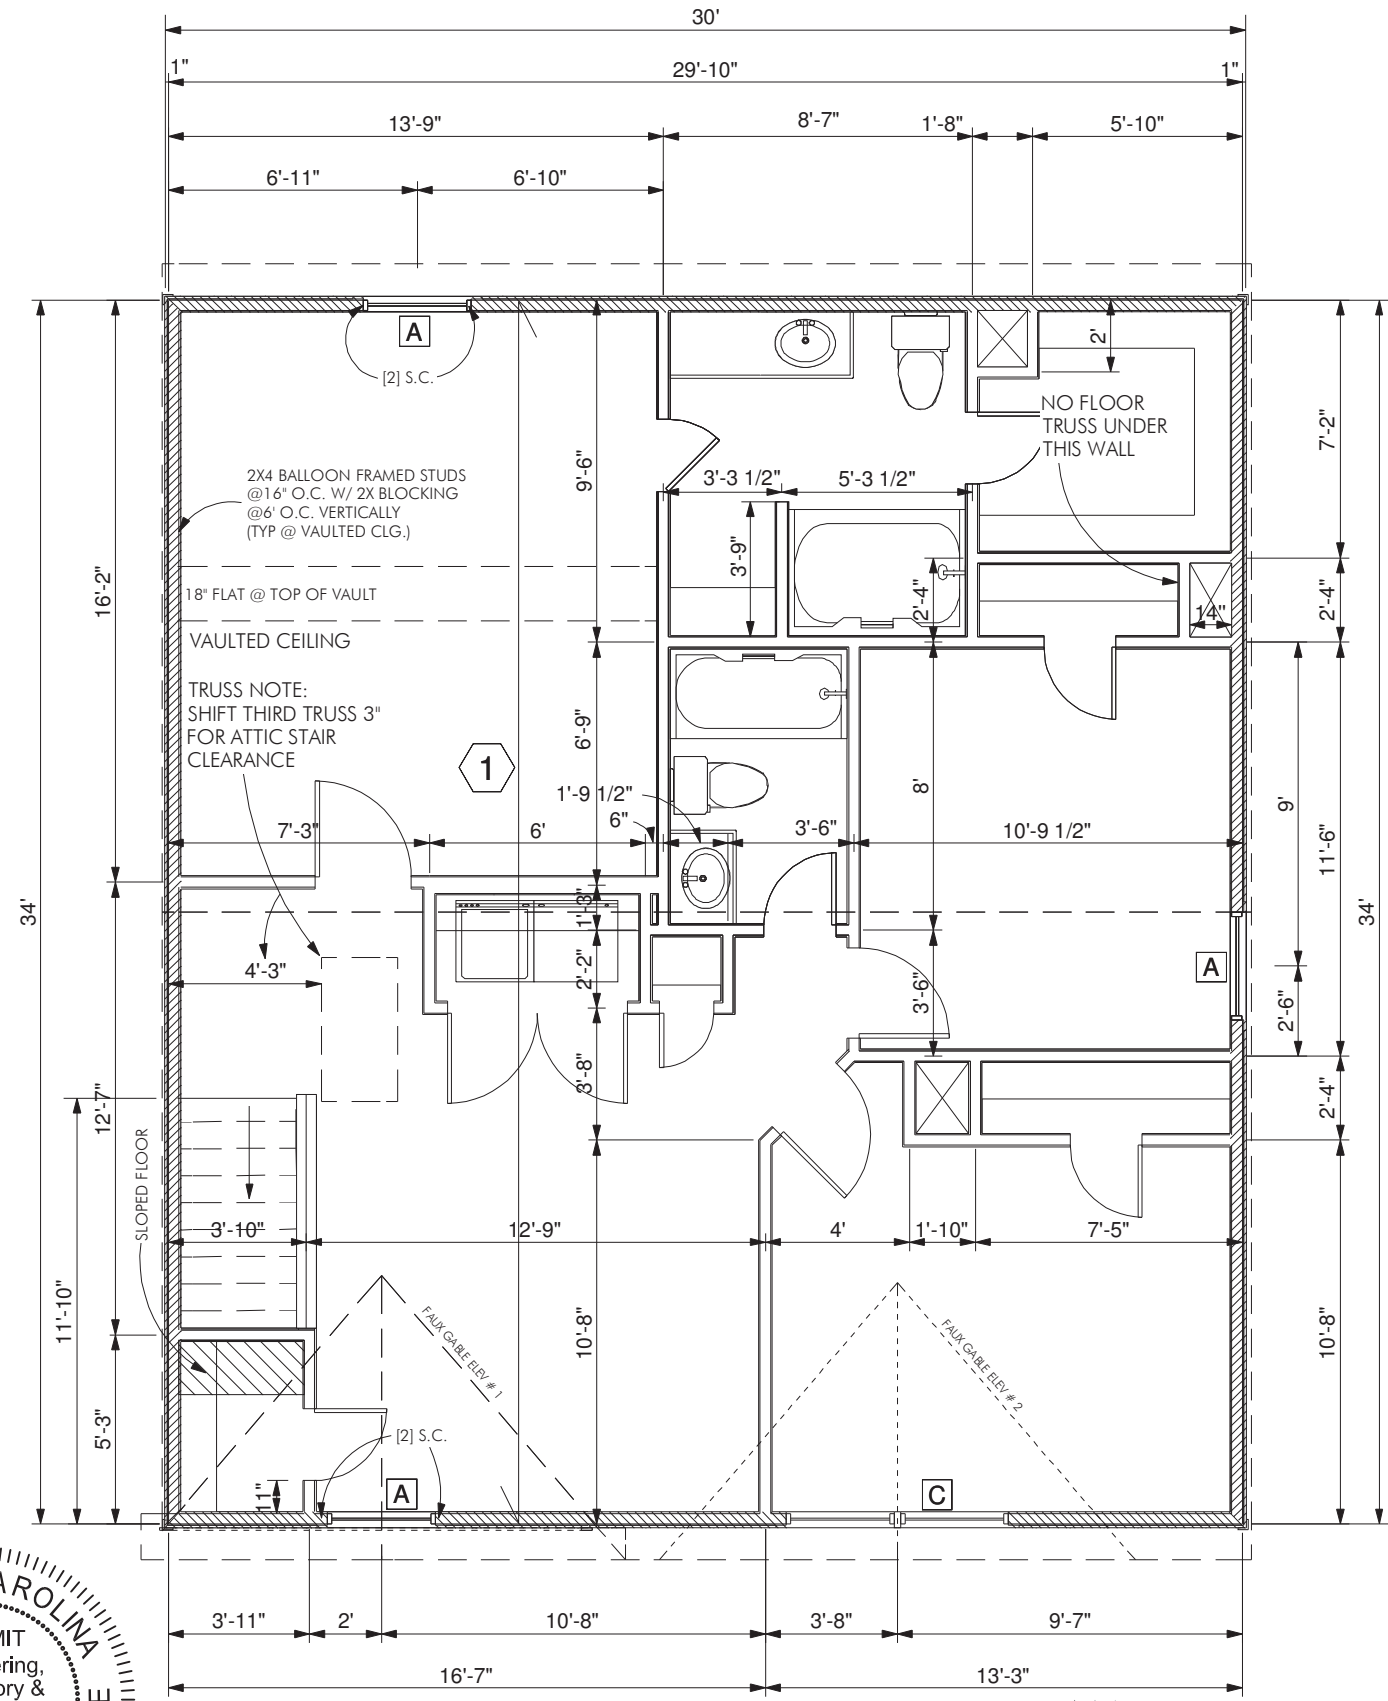 30'
1" 29'-10" 1"
13'-9" 8'-7" 1'-8" 5'-10"
6'-11" 6'-10"
A
[2] S.C.
2'
NO FLOOR
TRUSS UNDER
THIS WALL
7'-2"
2X4 BALLOON FRAMED STUDS
@16" O.C. W/ 2X BLOCKING
@6' O.C. VERTICALLY
(TYP @ VAULTED CLG.)
9'-6"
3'-3 1/2" 5'-3 1/2"
3'-9"
16'-2"
18" FLAT @ TOP OF VAULT
2'-4"
14"
2'-4"
VAULTED CEILING
TRUSS NOTE:
SHIFT THIRD TRUSS 3"
FOR ATTIC STAIR
CLEARANCE
6'-9"
1
1'-9 1/2"
8'
9'
7'-3" 6' 6" 3'-6" 10'-9 1/2"
11'-6"
34'
34'
1'-3"
4'-3"
2'-2"
3'-6"
A
2'-6"
3'-8"
12'-7"
2'-4"
SLOPED FLOOR
3'-10" 12'-9" 4' 1'-10" 7'-5"
11'-10"
10'-8"
10'-8"
FAUX GABLE ELEV # 1
FAUX GABLE ELEV # 2
5'-3"
[2] S.C.
11"
A
C
3'-11" 2' 10'-8" 3'-8" 9'-7"
16'-7" 13'-3"
AROLINA
MIT
ering,
ory &
E